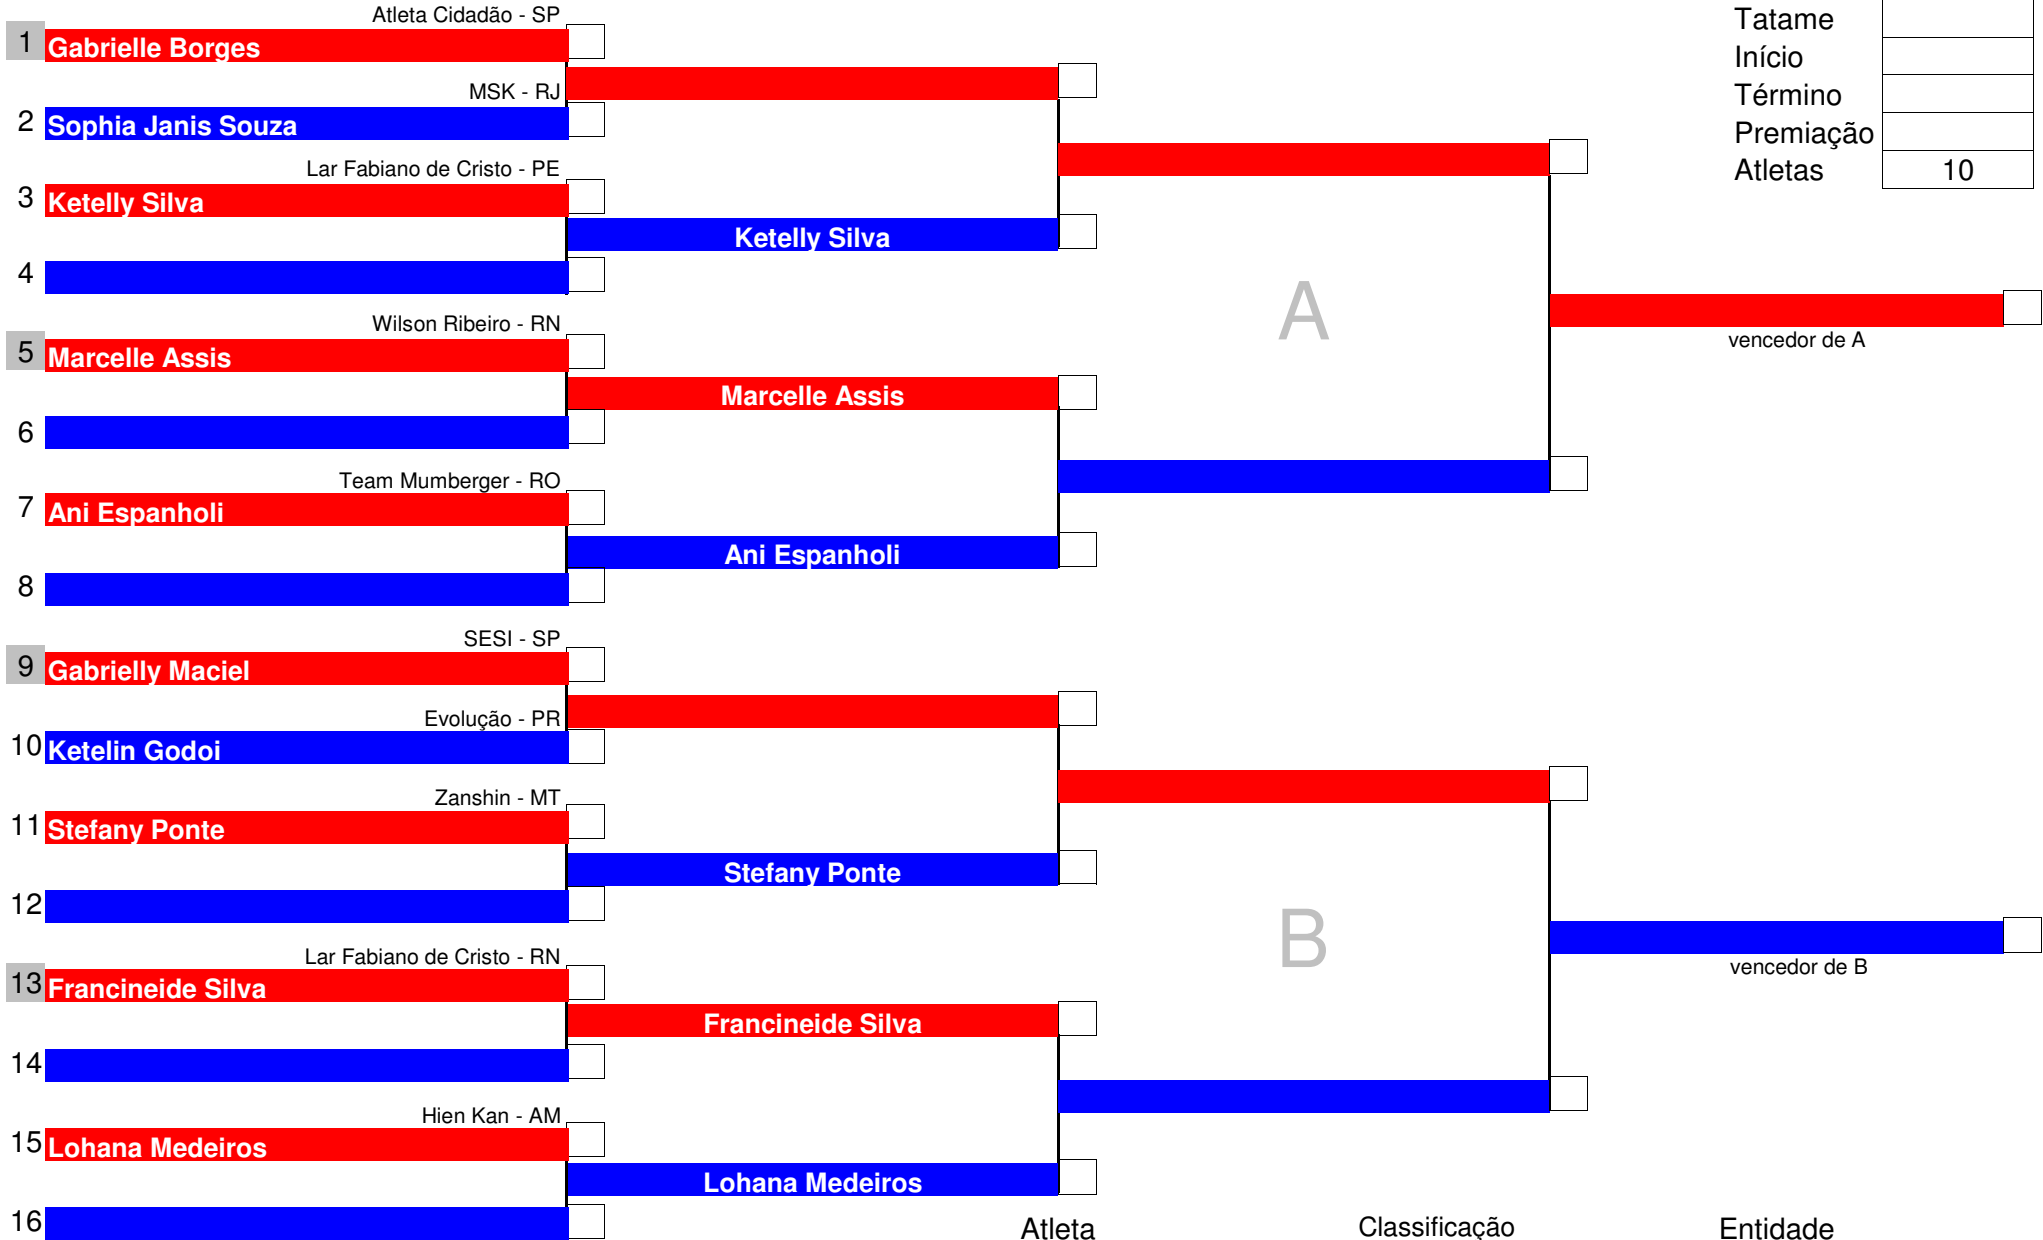 Atleta Cidadão - SP
1 Gabrielle Borges
MSK - RJ
2 Sophia Janis Souza
Lar Fabiano de Cristo - PE
3 Ketelly Silva
Ketelly Silva
4
Wilson Ribeiro - RN
5 Marcelle Assis
Marcelle Assis
6
Team Mumberger - RO
7 Ani Espanholi
Ani Espanholi
8
SESI - SP
9 Gabrielly Maciel
Evolução - PR
10 Ketelin Godoi
Zanshin - MT
11 Stefany Ponte
Stefany Ponte
12
Lar Fabiano de Cristo - RN
13 Francineide Silva
Francineide Silva
14
Hien Kan - AM
15 Lohana Medeiros
Lohana Medeiros
16
A
B
vencedor de A
vencedor de B
Tatame
Início
Término
Premiação
Atletas 10
Atleta Classificação Entidade